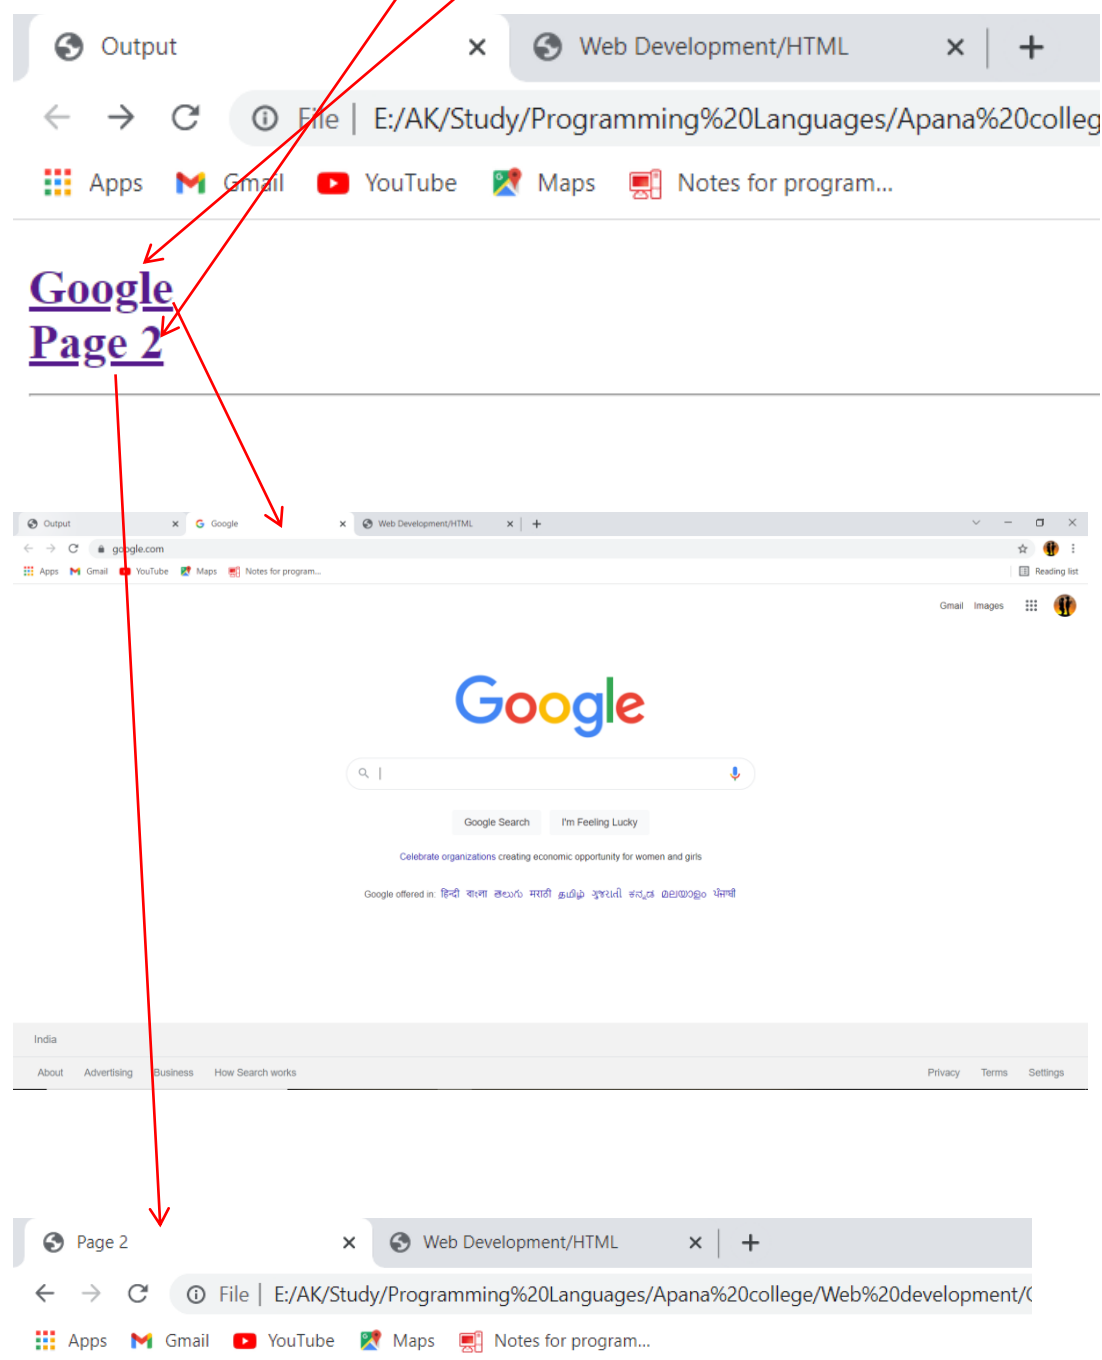 Output Web Development/HTML
File E:/AK/Study/Programming%20Languages/Apana%20colleg
Apps Gmail YouTube Maps Notes for program...
Google
Page 2
Output Google Web Development/HTML
google.com
Apps Gmail YouTube Maps Notes for program... Reading list
Gmail Images
Google
Google Search I'm Feeling Lucky
Celebrate organizations creating economic opportunity for women and girls
Google offered in: हिन्दी বাংলা తెలుగు मराठी தமிழ் ગુજરાતી ಕನ್ನಡ മലയാളം ਪੰਜਾਬੀ
India
About Advertising Business How Search works Privacy Terms Settings
Page 2 Web Development/HTML
File E:/AK/Study/Programming%20Languages/Apana%20college/Web%20development/
Apps Gmail YouTube Maps Notes for program...